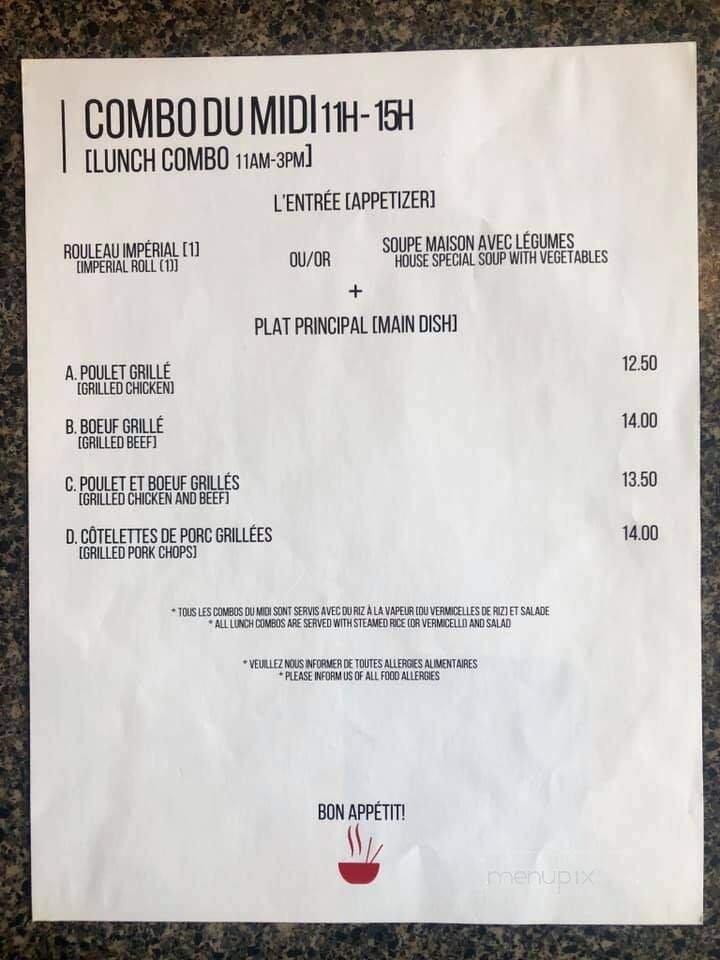 COMBO DU MIDI 11H - 15H
[LUNCH COMBO 11AM-3PM]
L'ENTRÉE [APPETIZER]
ROULEAU IMPÉRIAL [1]
[IMPERIAL ROLL (1)]
OU/OR
SOUPE MAISON AVEC LÉGUMES
HOUSE SPECIAL SOUP WITH VEGETABLES
+
PLAT PRINCIPAL [MAIN DISH]
A. POULET GRILLÉ 12.50
[GRILLED CHICKEN]
B. BOEUF GRILLÉ 14.00
[GRILLED BEEF]
C. POULET ET BOEUF GRILLÉS 13.50
[GRILLED CHICKEN AND BEEF]
D. CÔTELETTES DE PORC GRILLÉES 14.00
[GRILLED PORK CHOPS]
* TOUS LES COMBOS DU MIDI SONT SERVIS AVEC DU RIZ À LA VAPEUR (OU VERMICELLES DE RIZ) ET SALADE
* ALL LUNCH COMBOS ARE SERVED WITH STEAMED RICE (OR VERMICELLI) AND SALAD
* VEUILLEZ NOUS INFORMER DE TOUTES ALLERGIES ALIMENTAIRES
* PLEASE INFORM US OF ALL FOOD ALLERGIES
BON APPÉTIT!
menupix